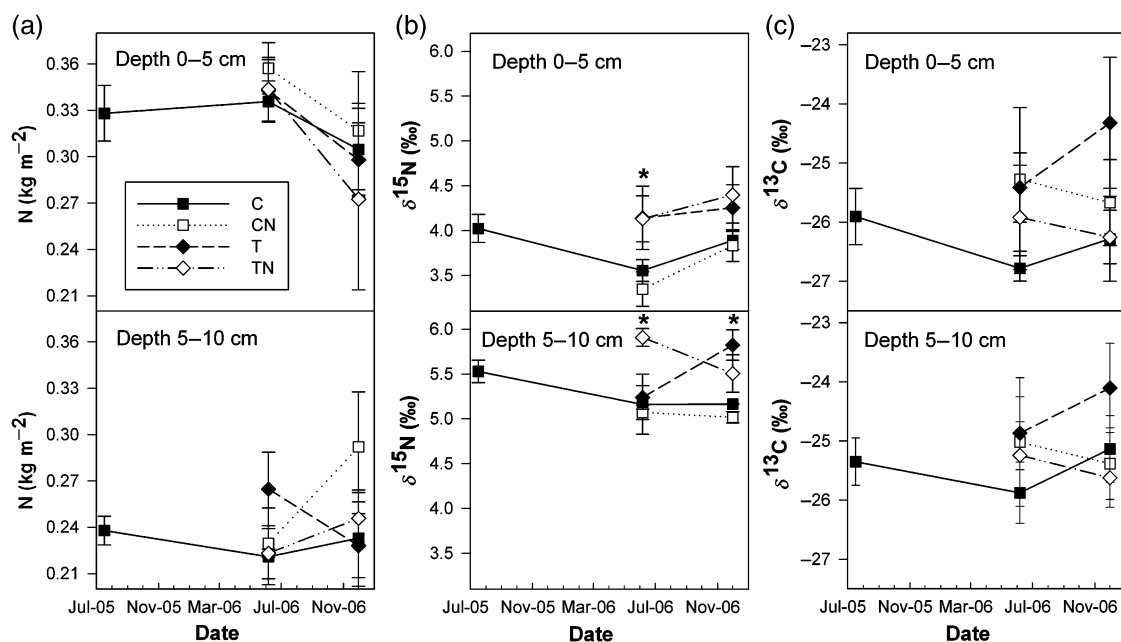 (a)
Depth 0–5 cm
N (kg m−2)
0.36
0.33
0.30
0.27
0.24
0.21
C
CN
T
TN
Depth 5–10 cm
N (kg m−2)
0.36
0.33
0.30
0.27
0.24
0.21
Jul-05 Nov-05 Mar-06 Jul-06 Nov-06
Date
(b)
Depth 0–5 cm
δ15N (‰)
6.0
5.5
5.0
4.5
4.0
3.5
*
Depth 5–10 cm
* *
δ15N (‰)
6.0
5.5
5.0
4.5
4.0
3.5
Jul-05 Nov-05 Mar-06 Jul-06 Nov-06
Date
(c)
Depth 0–5 cm
δ13C (‰)
−23
−24
−25
−26
−27
Depth 5–10 cm
δ13C (‰)
−23
−24
−25
−26
−27
Jul-05 Nov-05 Mar-06 Jul-06 Nov-06
Date